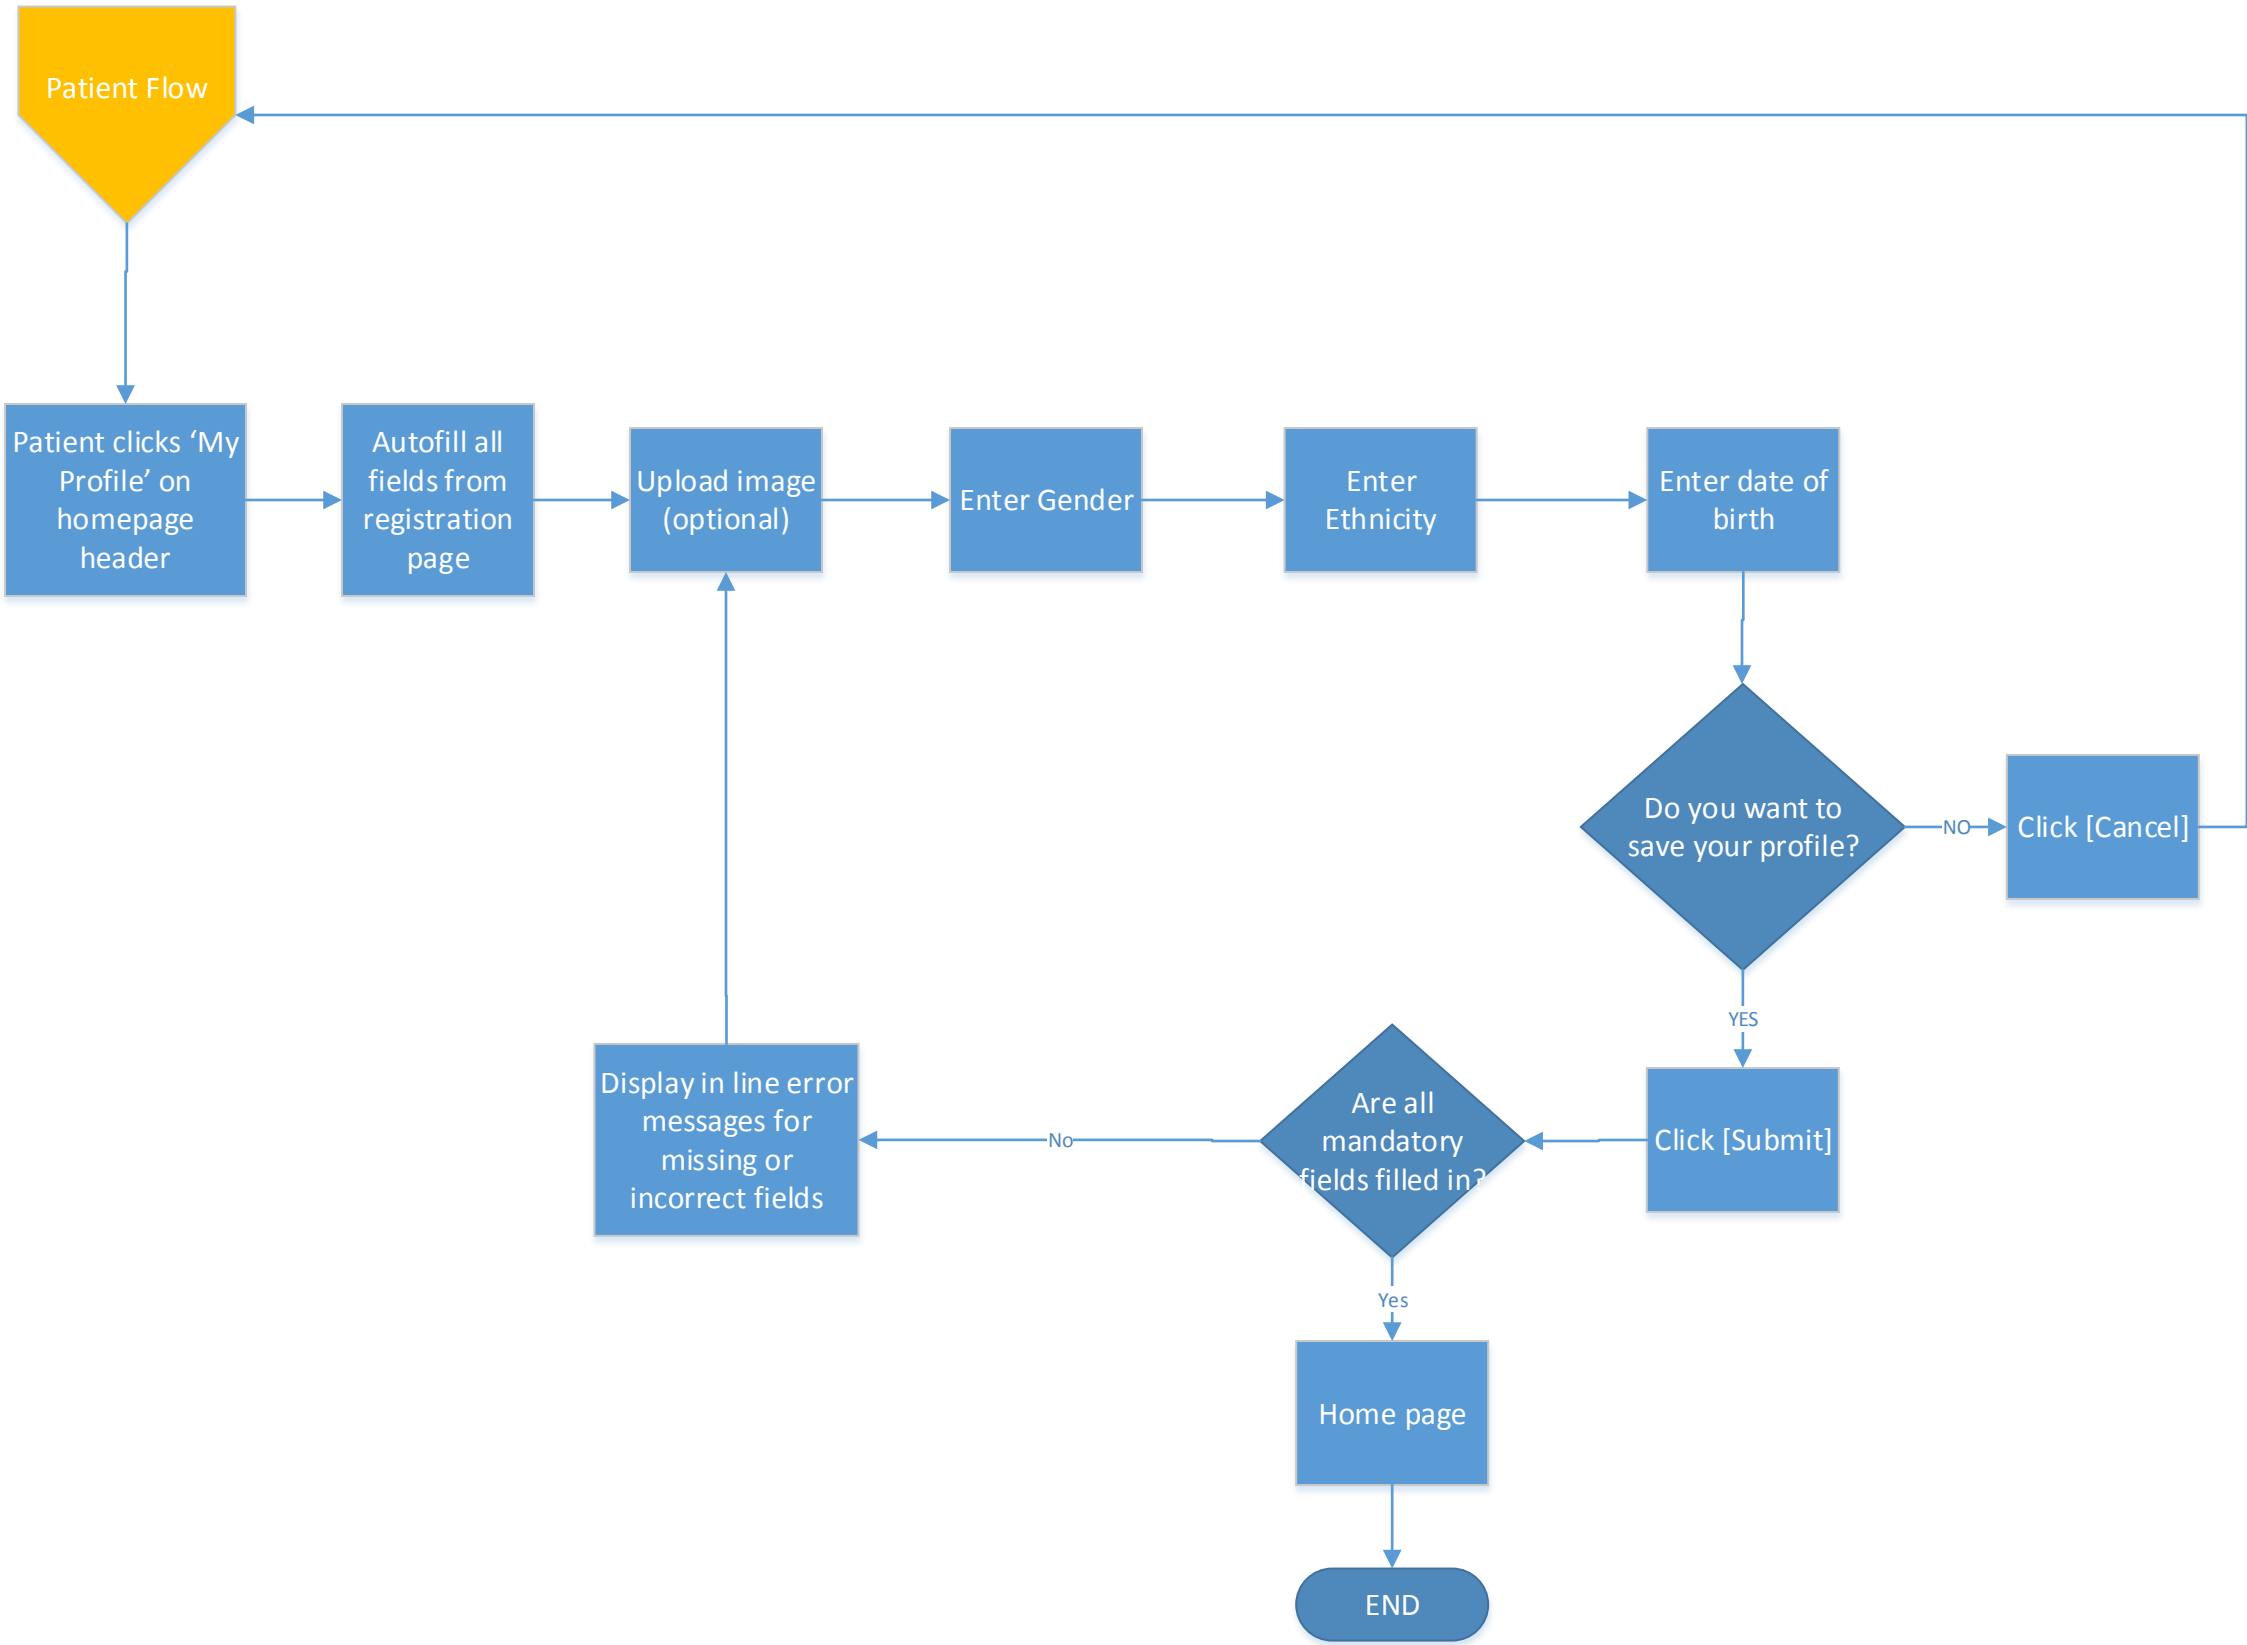 Patient Flow
Patient clicks ‘My
Profile’ on
homepage
header
Autofill all
fields from
registration
page
Upload image
(optional)
Enter Gender
Enter
Ethnicity
Enter date of
birth
Do you want to
save your profile?
NO
Click [Cancel]
YES
Click [Submit]
Are all
mandatory
fields filled in?
No
Display in line error
messages for
missing or
incorrect fields
Yes
Home page
END